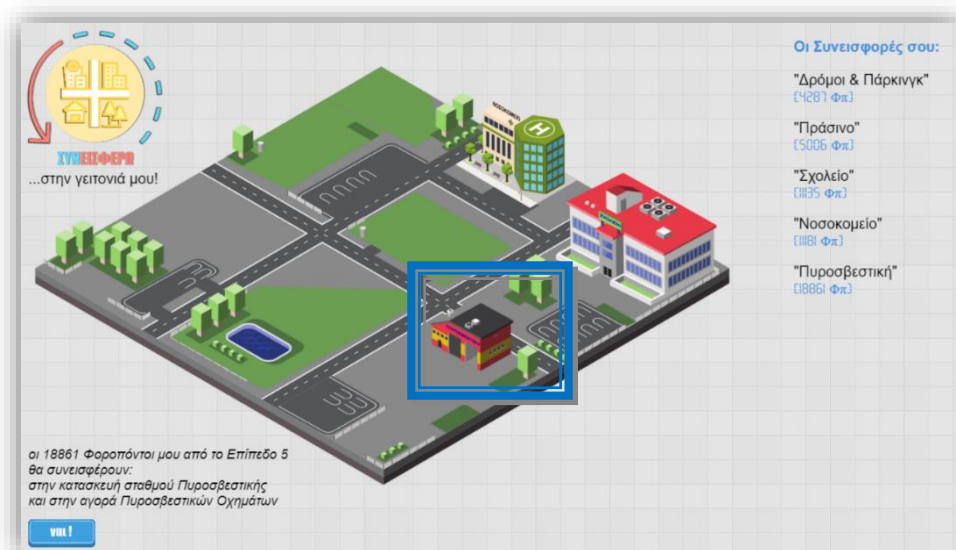 ΣΥΝΕΙΣΦΕΡΩ
...στην γειτονιά μου!
ΝΟΣΟΚΟΜΕΙΟ
H
Οι Συνεισφορές σου:
"Δρόμοι & Πάρκινγκ"
[4287 Φπ]
"Πράσινο"
[5006 Φπ]
"Σχολείο"
[11135 Φπ]
"Νοσοκομείο"
[11181 Φπ]
"Πυροσβεστική"
[18861 Φπ]
οι 18861 Φοροπόντοι μου από το Επίπεδο 5
θα συνεισφέρουν:
στην κατασκευή σταθμού Πυροσβεστικής
και στην αγορά Πυροσβεστικών Οχημάτων
ναι!